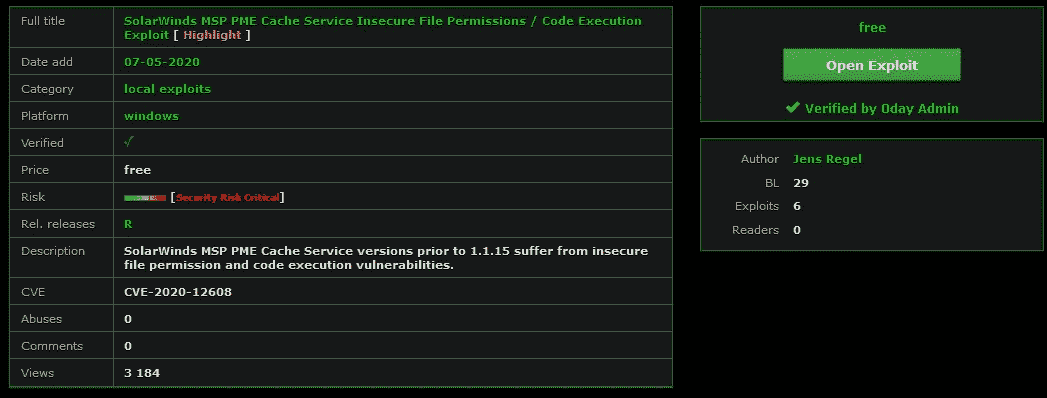 Full title SolarWinds MSP PME Cache Service Insecure File Permissions / Code Execution
Exploit [ Highlight ]
Date add 07-05-2020
Category local exploits
Platform windows
Verified √
Price free
Risk [Security Risk Critical]
Rel. releases R
Description SolarWinds MSP PME Cache Service versions prior to 1.1.15 suffer from insecure
file permission and code execution vulnerabilities.
CVE CVE-2020-12608
Abuses 0
Comments 0
Views 3 184
free
Open Exploit
✔ Verified by 0day Admin
Author Jens Regel
BL 29
Exploits 6
Readers 0